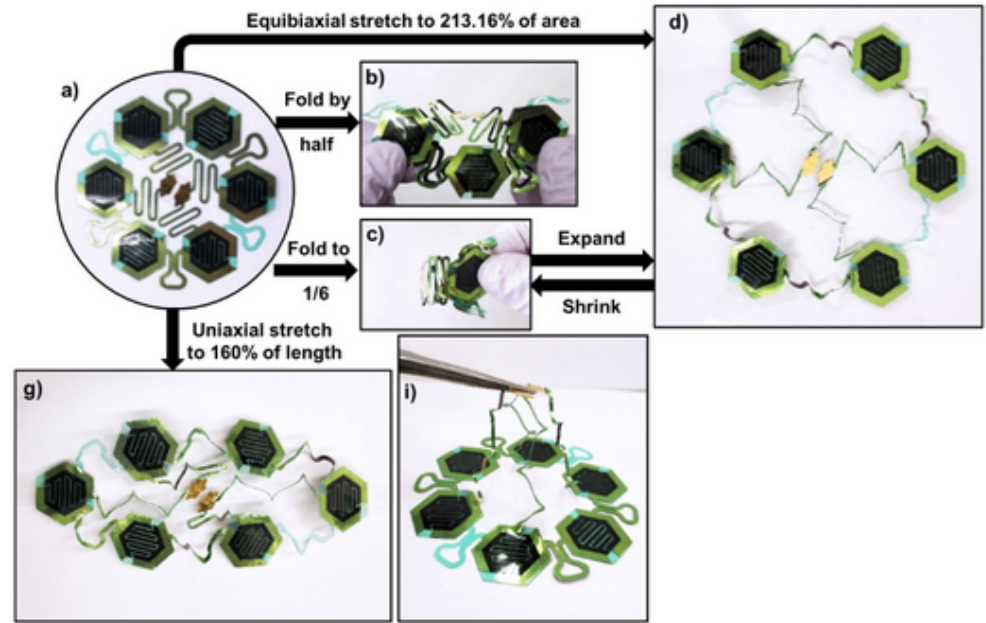 Equibiaxial stretch to 213.16% of area
d)
a)
b)
Fold by
half
c)
Fold to
1/6
Expand
Shrink
Uniaxial stretch
to 160% of length
g)
i)